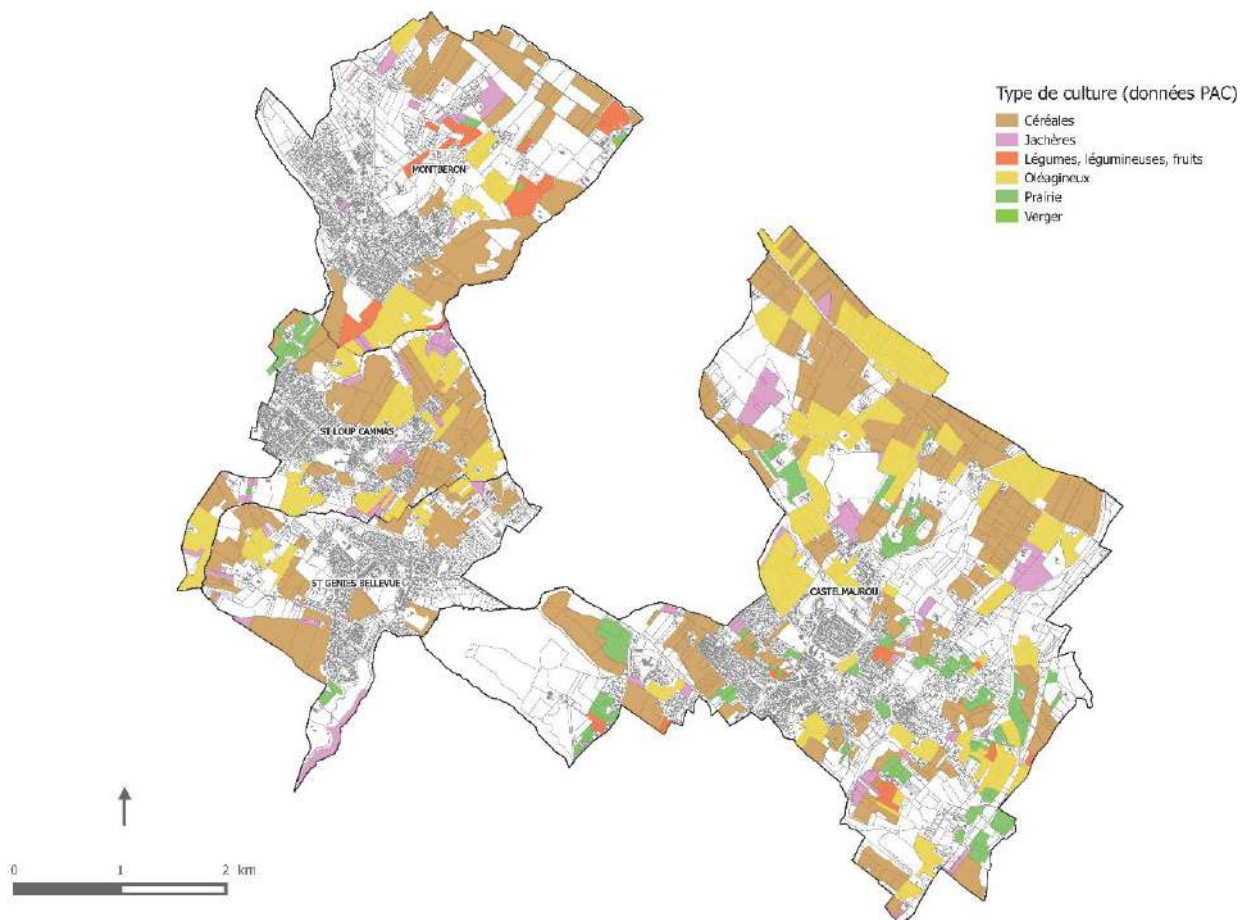 Type de culture (données PAC)
Céréales
Jachères
Légumes, légumineuses, fruits
Oléagineux
Prairie
Verger
MONTBERON
ST LOUP CAMMAS
ST GENIES BELLEVUE
CASTELMAUROU
0 1 2 km